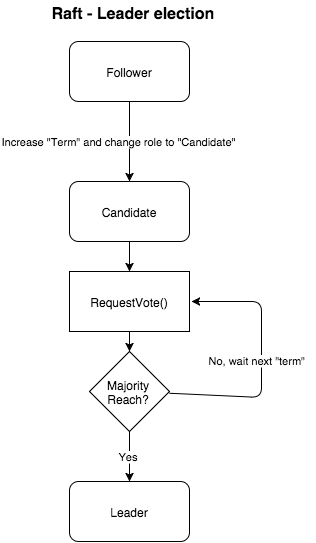 Raft - Leader election
Follower
Increase "Term" and change role to "Candidate"
Candidate
RequestVote()
No, wait next "term"
Majority
Reach?
Yes
Leader